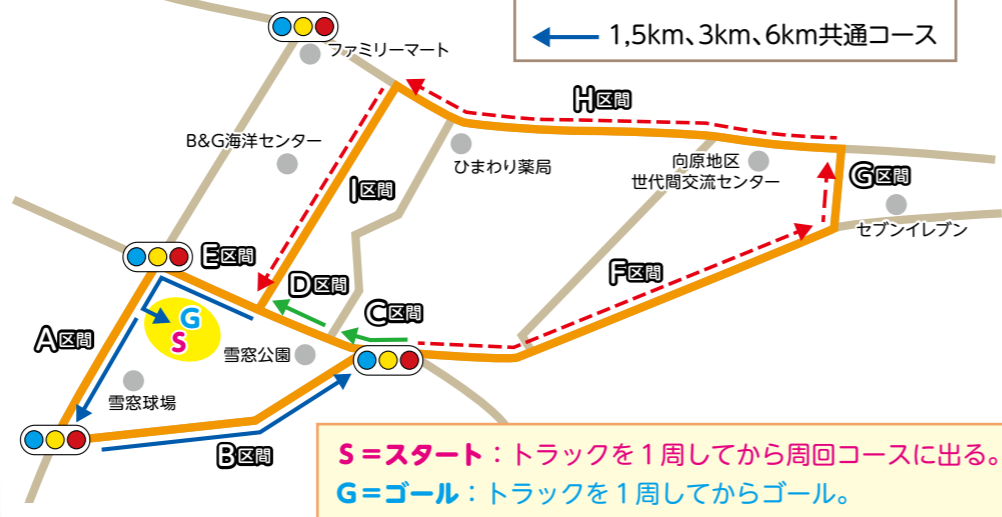 1,5km、3km、6km共通コース
ファミリーマート
H区間
B&G海洋センター
ひまわり薬局
向原地区
世代間交流センター
G区間
I区間
セブンイレブン
E区間
D区間
F区間
C区間
G
S
A区間
雪窓公園
雪窓球場
B区間
S=スタート：トラックを1周してから周回コースに出る。
G=ゴール：トラックを1周してからゴール。